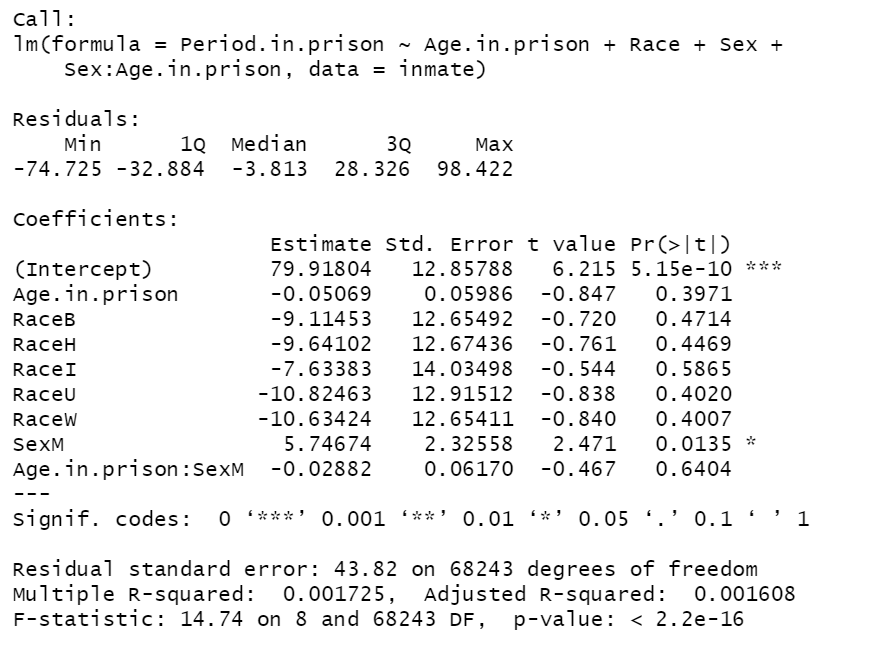 Call:
lm(formula = Period.in.prison ~ Age.in.prison + Race + Sex +
    Sex:Age.in.prison, data = inmate)

Residuals:
    Min      1Q  Median      3Q     Max
-74.725 -32.884  -3.813  28.326  98.422

Coefficients:
                    Estimate Std. Error t value Pr(>|t|)
(Intercept)         79.91804   12.85788   6.215 5.15e-10 ***
Age.in.prison       -0.05069    0.05986  -0.847   0.3971
RaceB               -9.11453   12.65492  -0.720   0.4714
RaceH               -9.64102   12.67436  -0.761   0.4469
RaceI               -7.63383   14.03498  -0.544   0.5865
RaceU              -10.82463   12.91512  -0.838   0.4020
RaceW              -10.63424   12.65411  -0.840   0.4007
SexM                 5.74674    2.32558   2.471   0.0135 *
Age.in.prison:SexM  -0.02882    0.06170  -0.467   0.6404
---
Signif. codes:  0 ‘***’ 0.001 ‘**’ 0.01 ‘*’ 0.05 ‘.’ 0.1 ‘ ’ 1

Residual standard error: 43.82 on 68243 degrees of freedom
Multiple R-squared:  0.001725,	Adjusted R-squared:  0.001608
F-statistic: 14.74 on 8 and 68243 DF,  p-value: < 2.2e-16